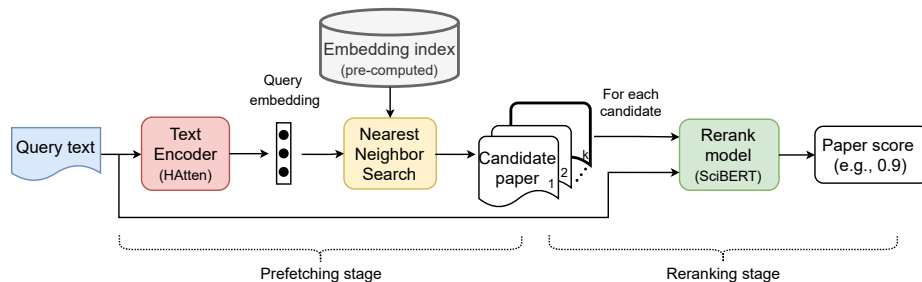 Embedding index
(pre-computed)
Query
embedding
For each
candidate
Query text
Text
Encoder
(HAtten)
Nearest
Neighbor
Search
Candidate
paper
1
2
k
Rerank
model
(SciBERT)
Paper score
(e.g., 0.9)
Prefetching stage
Reranking stage